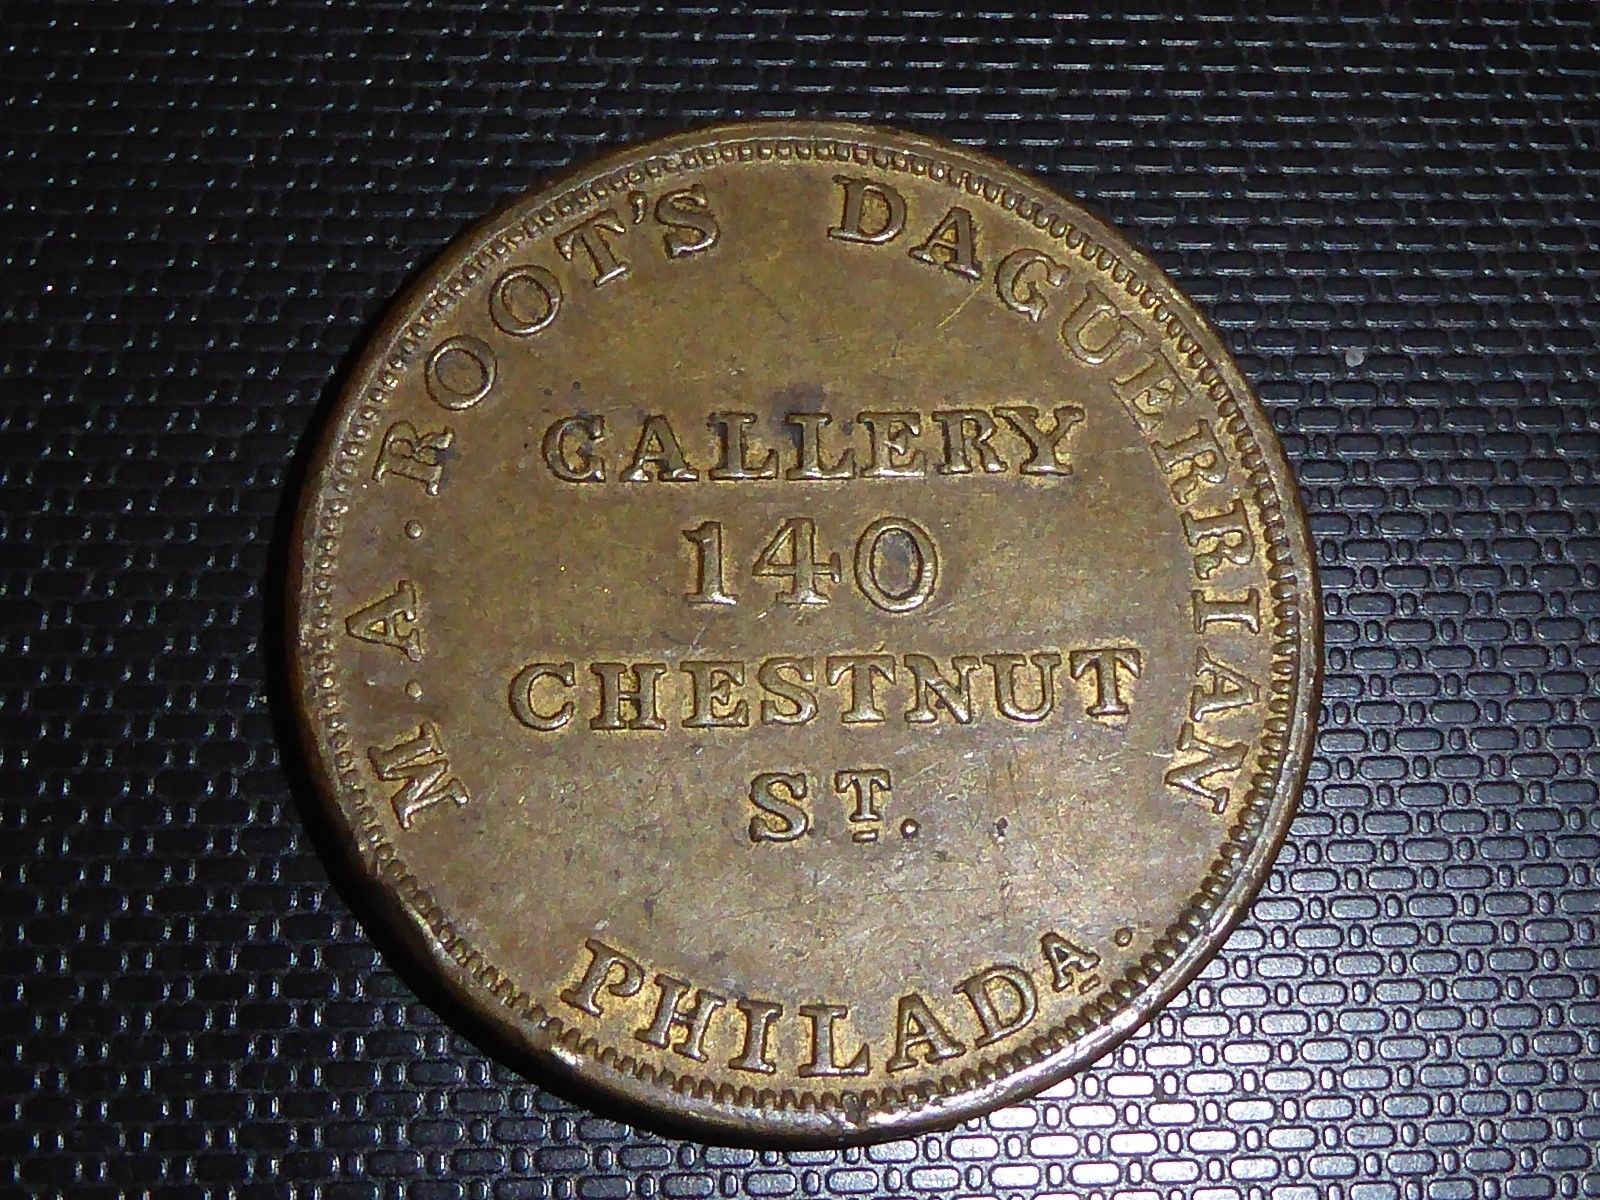 M.A.ROOT'S DAGUERRIAN
GALLERY
140
CHESTNUT
ST.
PHILADA.